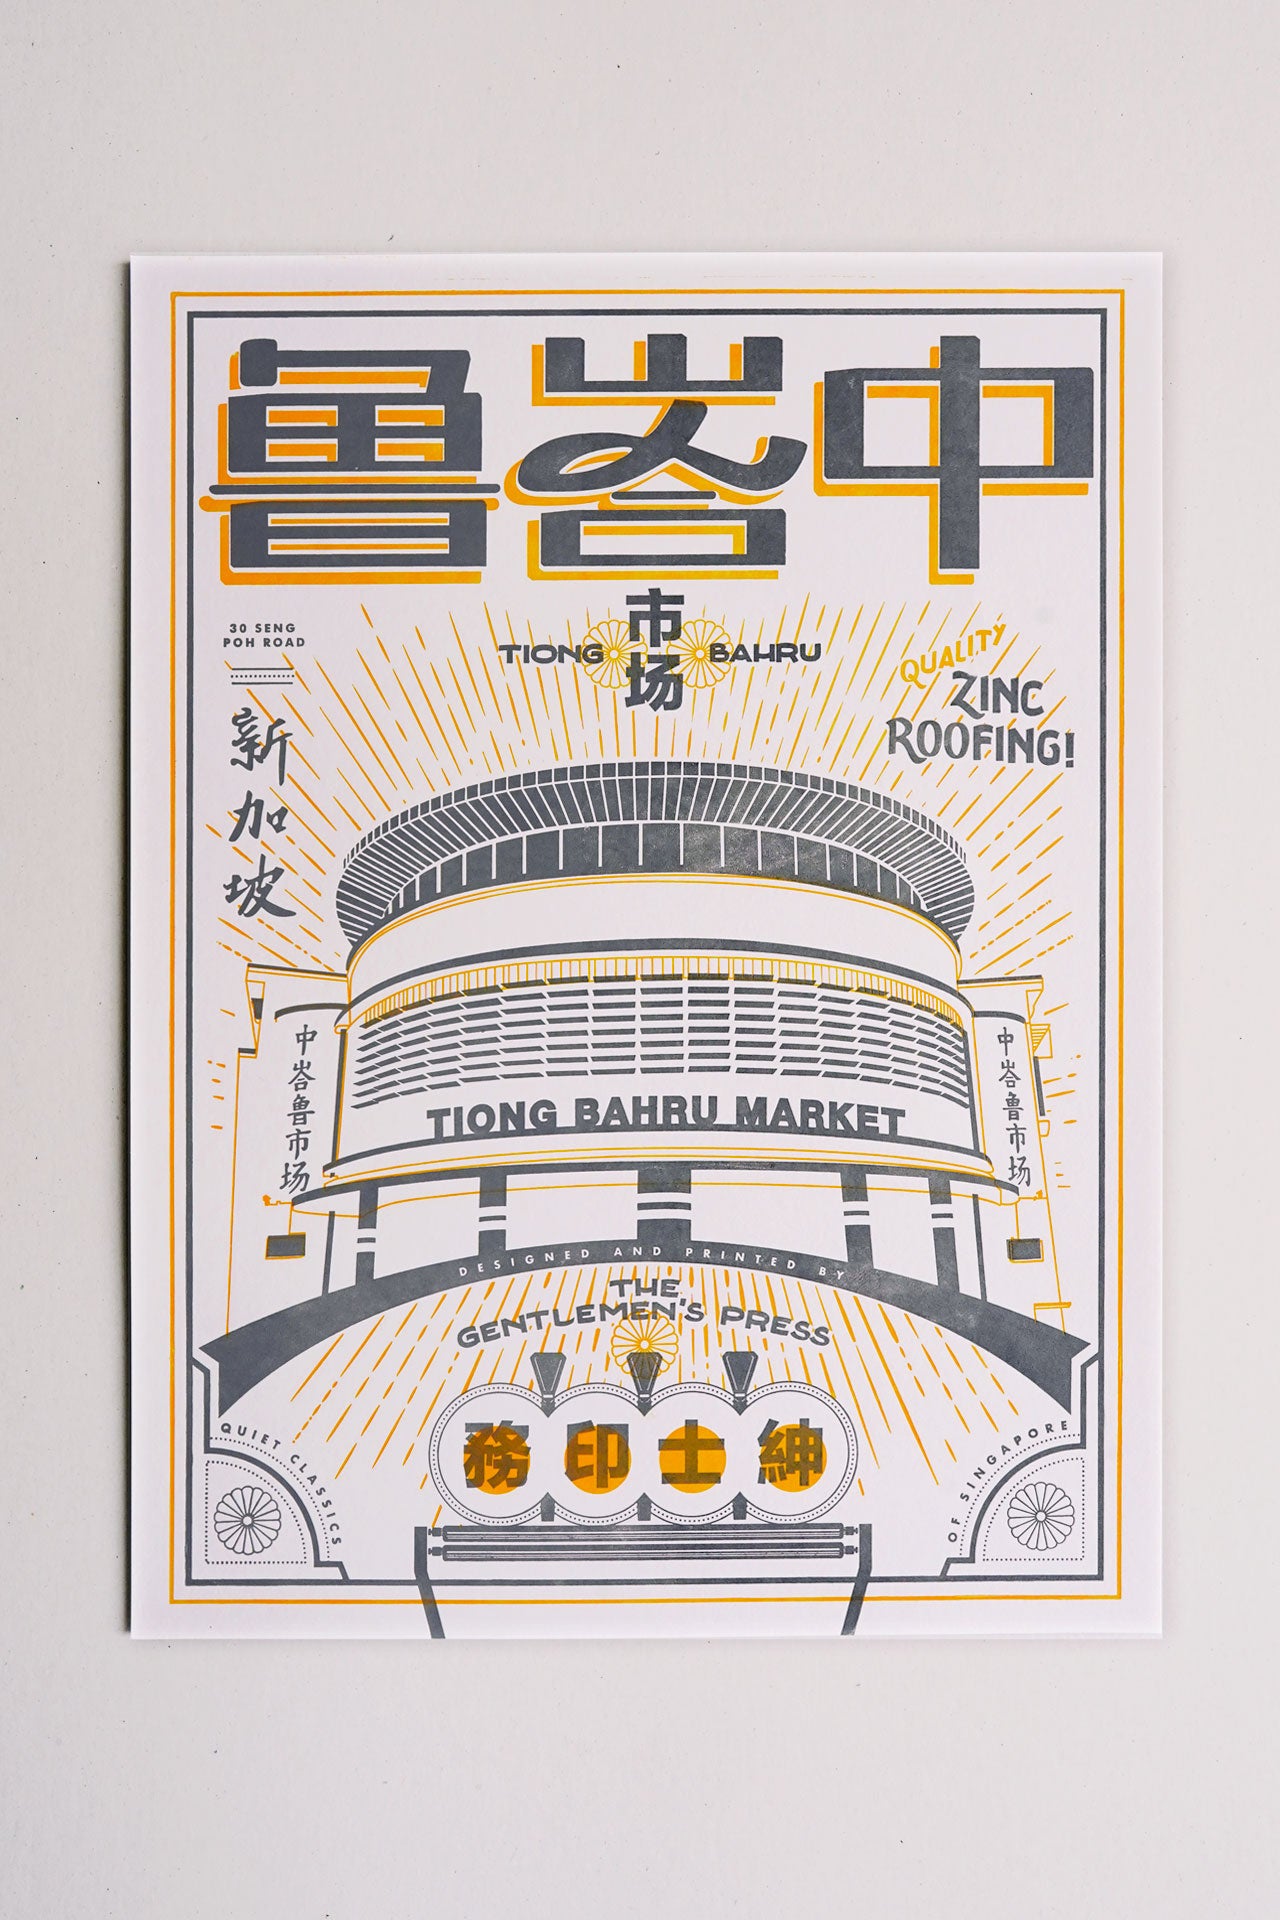 中峇魯
市场
TIONG BAHRU
30 SENG
POH ROAD
新加坡
QUALITY
ZINC
ROOFING!
中峇魯市场
中峇魯市场
TIONG BAHRU MARKET
DESIGNED AND PRINTED BY
THE
GENTLEMEN'S PRESS
紳士印務
QUIET CLASSICS
OF SINGAPORE